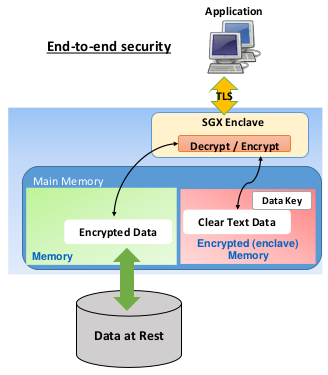 Application
End-to-end security
TLS
SGX Enclave
Decrypt / Encrypt
Main Memory
Data Key
Encrypted Data
Clear Text Data
Memory
Encrypted (enclave)
Memory
Data at Rest